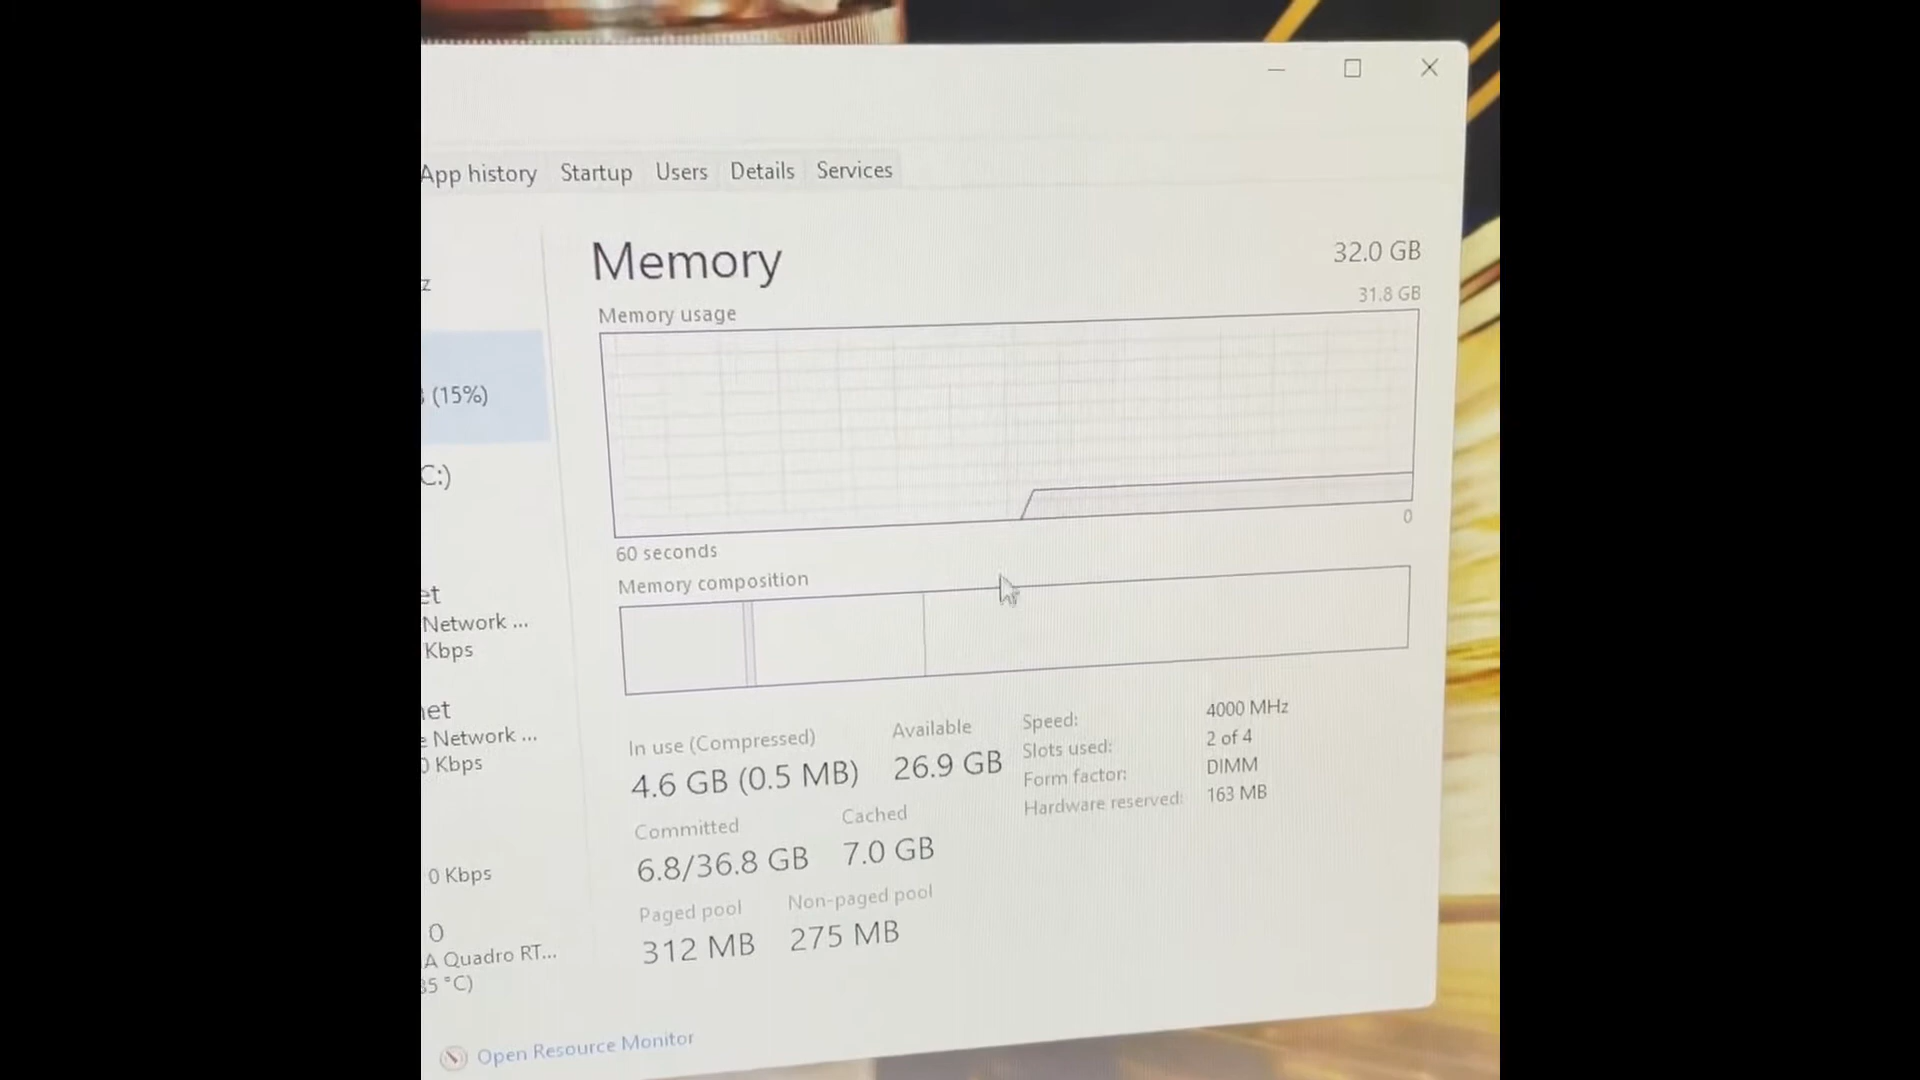 App history Startup Users Details Services
Memory 32.0 GB
31.8 GB
Memory usage
z
(15%)
C:)
60 seconds 0
Memory composition
et
Network ...
Kbps
et
Network ...
0 Kbps
0 Kbps
0
A Quadro RT...
35 °C)
In use (Compressed) Available
4.6 GB (0.5 MB) 26.9 GB
Committed Cached
6.8/36.8 GB 7.0 GB
Paged pool Non-paged pool
312 MB 275 MB
Speed: 4000 MHz
Slots used: 2 of 4
Form factor: DIMM
Hardware reserved: 163 MB
Open Resource Monitor